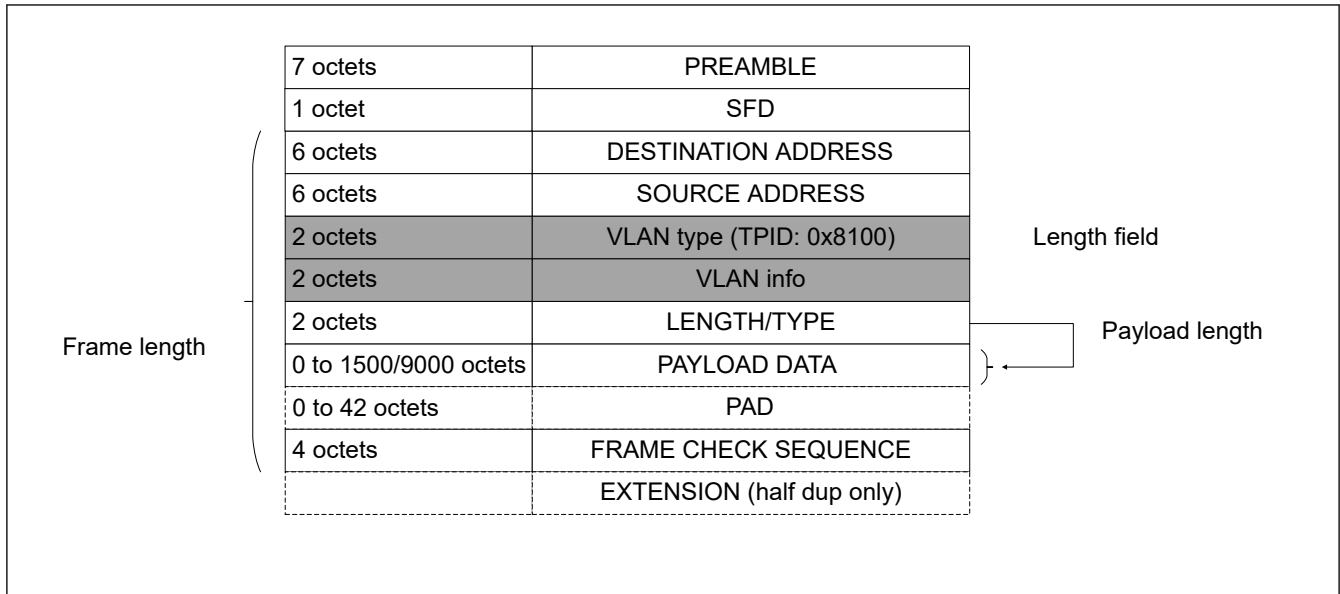 7 octets PREAMBLE
1 octet SFD
6 octets DESTINATION ADDRESS
6 octets SOURCE ADDRESS
2 octets VLAN type (TPID: 0x8100) Length field
2 octets VLAN info
2 octets LENGTH/TYPE Payload length
Frame length
0 to 1500/9000 octets PAYLOAD DATA
0 to 42 octets PAD
4 octets FRAME CHECK SEQUENCE
EXTENSION (half dup only)